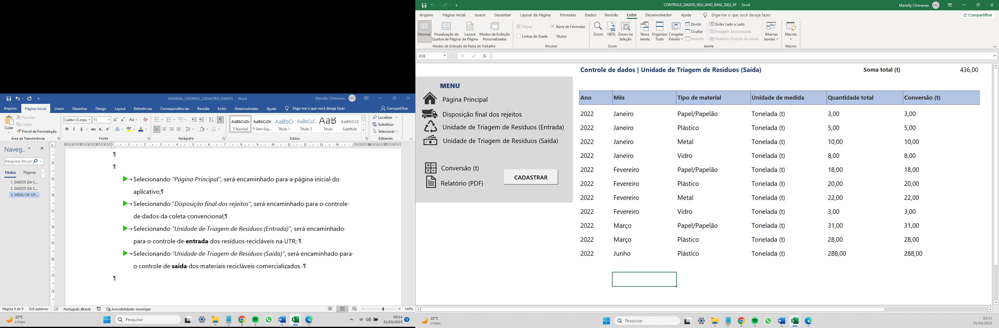 MANUAL_USUARIO_CADASTRO_DADOS - Word
Marielly Chimenes
MC
Arquivo
Página Inicial
Inserir
Desenhar
Design
Layout
Referências
Correspondências
Revisão
Exibir
Desenvolvedor
Ajuda
Diga-me o que você deseja fazer
Compartilhar
Colar
Recortar
Copiar
Pincel de Formatação
Área de Transferência
Calibri (Corpo
11
Fonte
Parágrafo
AaBbCcDc
¶ Normal
AaBbCcDc
¶ Sem Esp...
AaBbCc
Título 1
AaBbCcE
Título 2
AaB
Título
AaBbCcC
Subtítulo
Estilos
Localizar
Substituir
Selecionar
Editando
Naveg..
Pesquisar docum
Títulos
Páginas
1. DADOS DA C...
2. DADOS DA C...
3. MENU DE OP...
¶
¶
Selecionando·“Página·Principal”,·será·encaminhado·para·a·página·inicial·do·
aplicativo;¶
Selecionando·“Disposição·final·dos·rejeitos”,·será·encaminhado·para·o·controle·
de·dados·da·coleta·convencional;¶
Selecionando·“Unidade·de·Triagem·de·Resíduos·(Entrada)”,·será·encaminhado·
para·o·controle·de·entrada·dos·resíduos·recicláveis·na·UTR;·¶
Selecionando·“Unidade·de·Triagem·de·Resíduos·(Saída)”,·será·encaminhado·para·
o·controle·de·saída·dos·materiais·recicláveis·comercializados.·¶
¶
Página 9 de 9
626 palavras
Português (Brasil)
Acessibilidade: investigar
140%
22°C
Limpo
Pesquisar
03:14
21/03/2023
13
CONTROLE_DADOS_RSU_ANO_BASE_2022_VF - Excel
Marielly Chimenes
MC
Arquivo
Página Inicial
Inserir
Desenhar
Layout da Página
Fórmulas
Dados
Revisão
Exibir
Desenvolvedor
Ajuda
Diga-me o que você deseja fazer
Compartilhar
Normal
Visualização da Quebra de Página
Layout da Página
Modos de Exibição Personalizados
Modos de Exibição de Pasta de Trabalho
Régua
Barra de Fórmulas
Linhas de Grade
Títulos
Mostrar
Zoom
100%
Zoom na Seleção
Zoom
Nova Janela
Organizar Tudo
Congelar Painéis
Dividir
Ocultar
Reexibir
Exibir Lado a Lado
Rolagem Sincronizada
Redefinir Posição da Janela
Janela
Alternar Janelas
Macros
Macros
E16
fx
Controle de dados | Unidade de Triagem de Resíduos (Saída)
Soma total (t)
436,00
MENU
Página Principal
Disposição final dos rejeitos
Unidade de Triagem de Resíduos (Entrada)
Unidade de Triagem de Resíduos (Saída)
Conversão (t)
Relatório (PDF)
CADASTRAR
Ano Mês Tipo de material Unidade de medida Quantidade total Conversão (t)
2022 Janeiro Papel/Papelão Tonelada (t) 3,00 3,00
2022 Janeiro Plástico Tonelada (t) 5,00 5,00
2022 Janeiro Metal Tonelada (t) 10,00 10,00
2022 Janeiro Vidro Tonelada (t) 8,00 8,00
2022 Fevereiro Papel/Papelão Tonelada (t) 18,00 18,00
2022 Fevereiro Plástico Tonelada (t) 20,00 20,00
2022 Fevereiro Metal Tonelada (t) 22,00 22,00
2022 Fevereiro Vidro Tonelada (t) 3,00 3,00
2022 Março Papel/Papelão Tonelada (t) 31,00 31,00
2022 Março Plástico Tonelada (t) 28,00 28,00
2022 Junho Plástico Tonelada (t) 288,00 288,00
22°C
Limpo
Pesquisar
03:14
21/03/2023